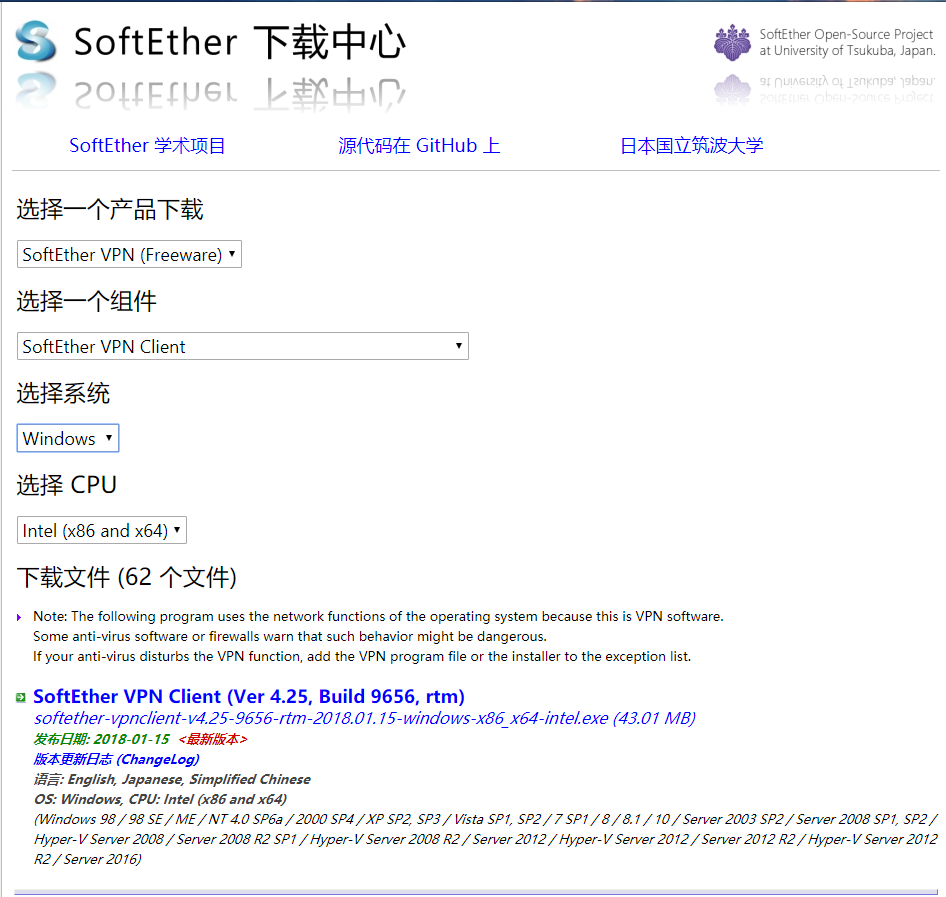 SoftEther 下载中心
SoftEther Open-Source Project
at University of Tsukuba, Japan.
SoftEther 学术项目
源代码在 GitHub 上
日本国立筑波大学
选择一个产品下载
SoftEther VPN (Freeware)
选择一个组件
SoftEther VPN Client
选择系统
Windows
选择 CPU
Intel (x86 and x64)
下载文件 (62 个文件)
Note: The following program uses the network functions of the operating system because this is VPN software.
Some anti-virus software or firewalls warn that such behavior might be dangerous.
If your anti-virus disturbs the VPN function, add the VPN program file or the installer to the exception list.
SoftEther VPN Client (Ver 4.25, Build 9656, rtm)
softether-vpnclient-v4.25-9656-rtm-2018.01.15-windows-x86_x64-intel.exe (43.01 MB)
发布日期: 2018-01-15 <最新版本>
版本更新日志 (ChangeLog)
语言: English, Japanese, Simplified Chinese
OS: Windows, CPU: Intel (x86 and x64)
(Windows 98 / 98 SE / ME / NT 4.0 SP6a / 2000 SP4 / XP SP2, SP3 / Vista SP1, SP2 / 7 SP1 / 8 / 8.1 / 10 / Server 2003 SP2 / Server 2008 SP1, SP2 /
Hyper-V Server 2008 / Server 2008 R2 SP1 / Hyper-V Server 2008 R2 / Server 2012 / Hyper-V Server 2012 / Server 2012 R2 / Hyper-V Server 2012
R2 / Server 2016)